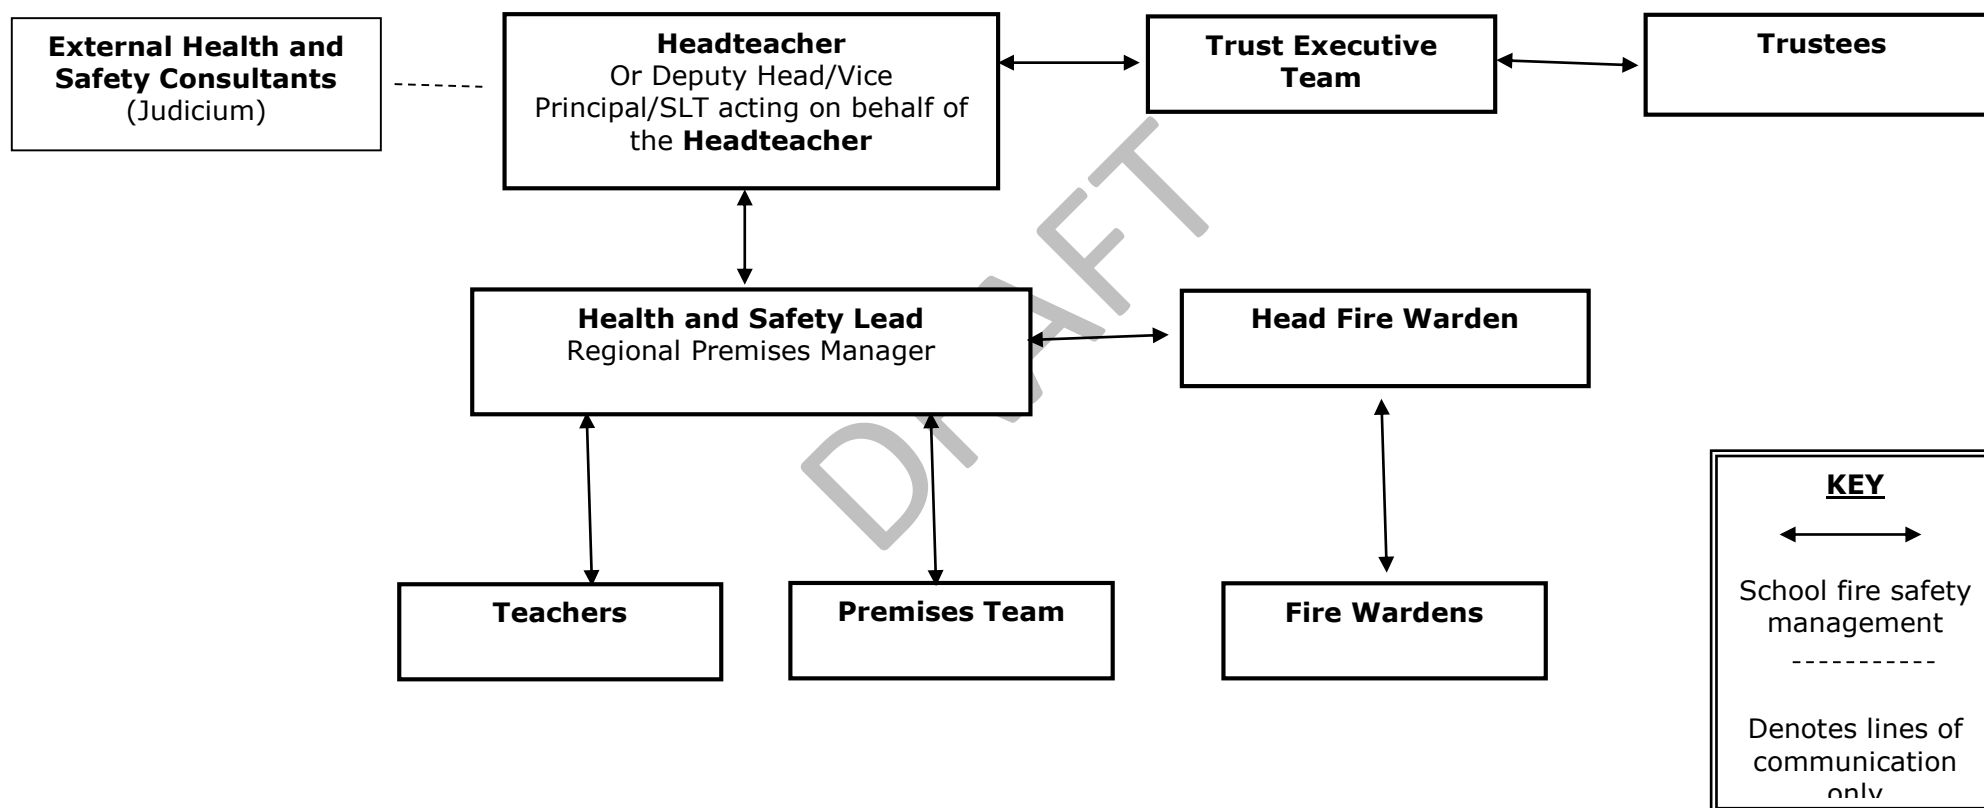 External Health and
Safety Consultants
(Judicium)
Headteacher
Or Deputy Head/Vice
Principal/SLT acting on behalf of
the Headteacher
Trust Executive
Team
Trustees
DRAFT
Health and Safety Lead
Regional Premises Manager
Head Fire Warden
Teachers
Premises Team
Fire Wardens
KEY
School fire safety
management
Denotes lines of
communication
only